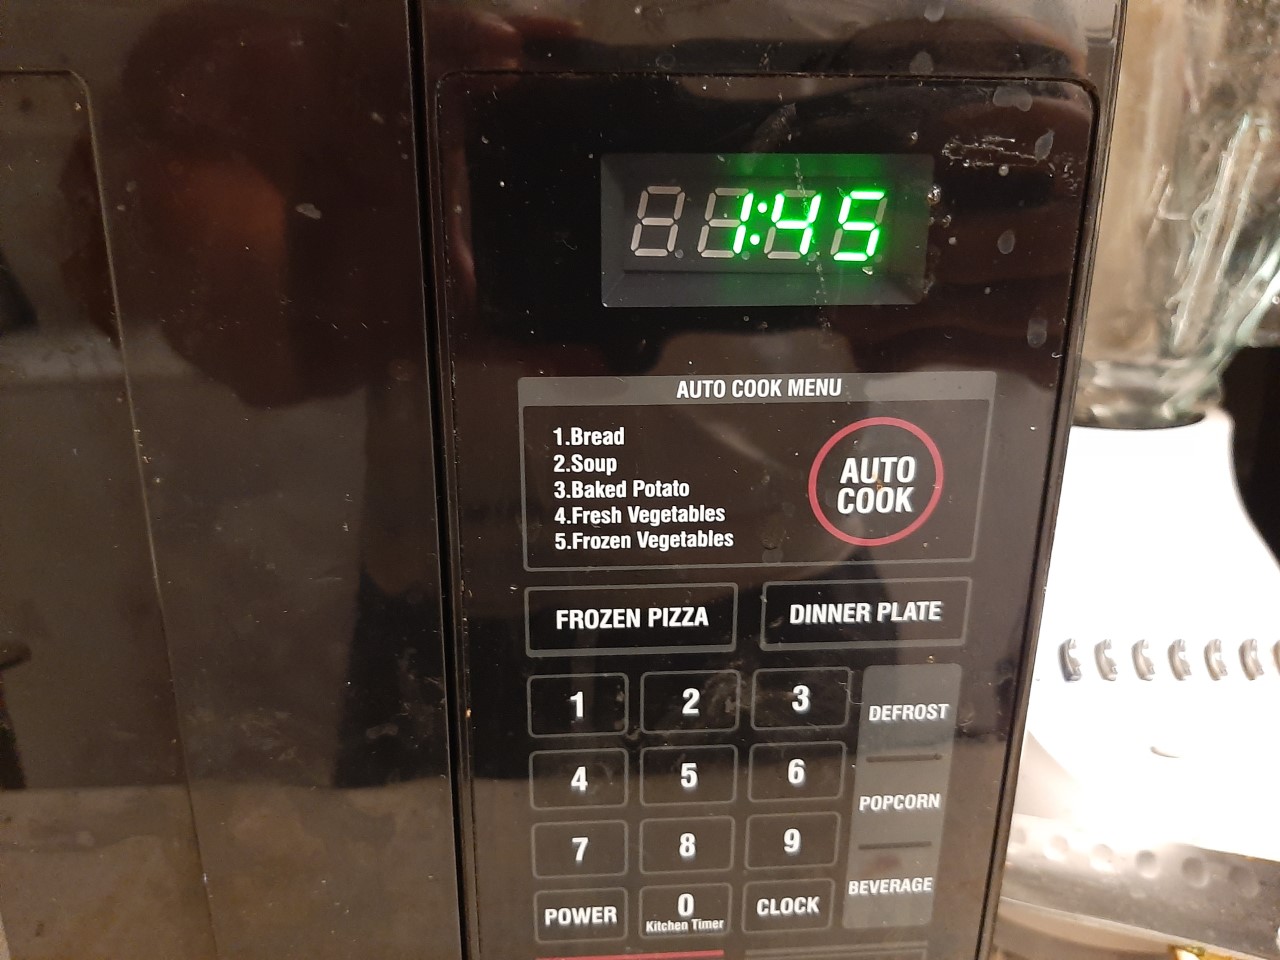 1:45
AUTO COOK MENU
1.Bread
2.Soup
3.Baked Potato
4.Fresh Vegetables
5.Frozen Vegetables
AUTO
COOK
FROZEN PIZZA
DINNER PLATE
1
2
3
DEFROST
4
5
6
POPCORN
7
8
9
BEVERAGE
POWER
0
Kitchen Timer
CLOCK